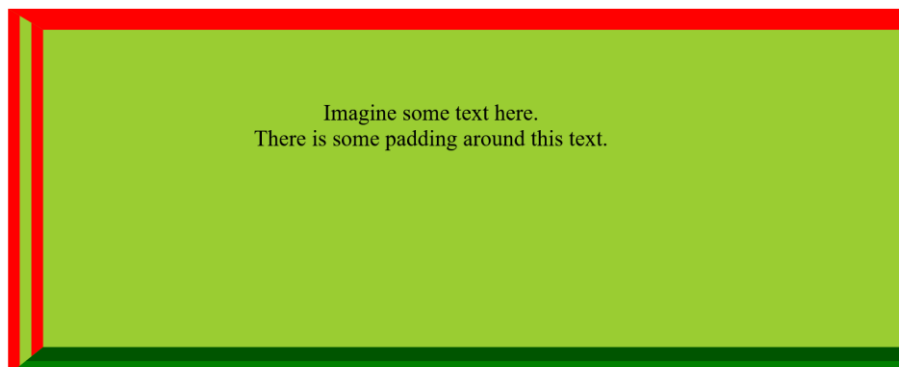 Imagine some text here.
There is some padding around this text.